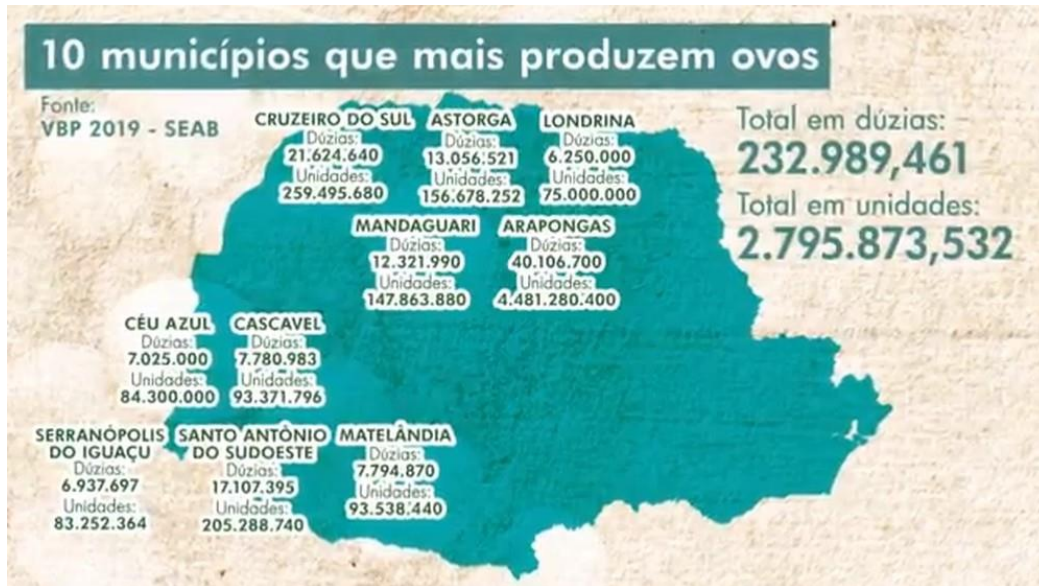 10 municípios que mais produzem ovos
Fonte:
VBP 2019 - SEAB
CRUZEIRO DO SUL
Dúzias:
21.624.640
Unidades:
259.495.680
ASTORGA
Dúzias:
13.056.521
Unidades:
156.678.252
LONDRINA
Dúzias:
6.250.000
Unidades:
75.000.000
Total em dúzias:
232.989,461
Total em unidades:
2.795.873,532
MANDAGUARI
Dúzias:
12.321.990
Unidades:
147.863.880
ARAPONGAS
Dúzias:
40.106.700
Unidades:
4.481.280.400
CÉU AZUL
Dúzias:
7.025.000
Unidades:
84.300.000
CASCAVEL
Dúzias:
7.780.983
Unidades:
93.371.796
SERRANÓPOLIS
DO IGUAÇU
Dúzias:
6.937.697
Unidades:
83.252.364
SANTO ANTÔNIO
DO SUDOESTE
Dúzias:
17.107.395
Unidades:
205.288.740
MATELÂNDIA
Dúzias:
7.794.870
Unidades:
93.538.440